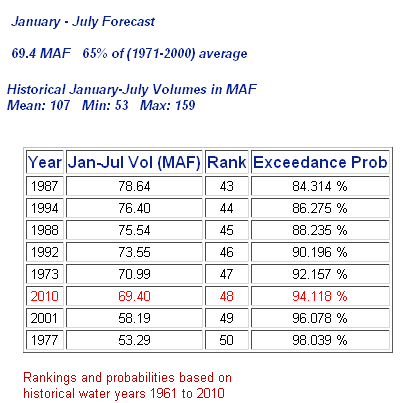 January - July Forecast
69.4 MAF 65% of (1971-2000) average
Historical January-July Volumes in MAF
Mean: 107 Min: 53 Max: 159
Year Jan-Jul Vol (MAF) Rank Exceedance Prob
1987 78.64 43 84.314 %
1994 76.40 44 86.275 %
1988 75.54 45 88.235 %
1992 73.55 46 90.196 %
1973 70.99 47 92.157 %
2010 69.40 48 94.118 %
2001 58.19 49 96.078 %
1977 53.29 50 98.039 %
Rankings and probabilities based on
historical water years 1961 to 2010